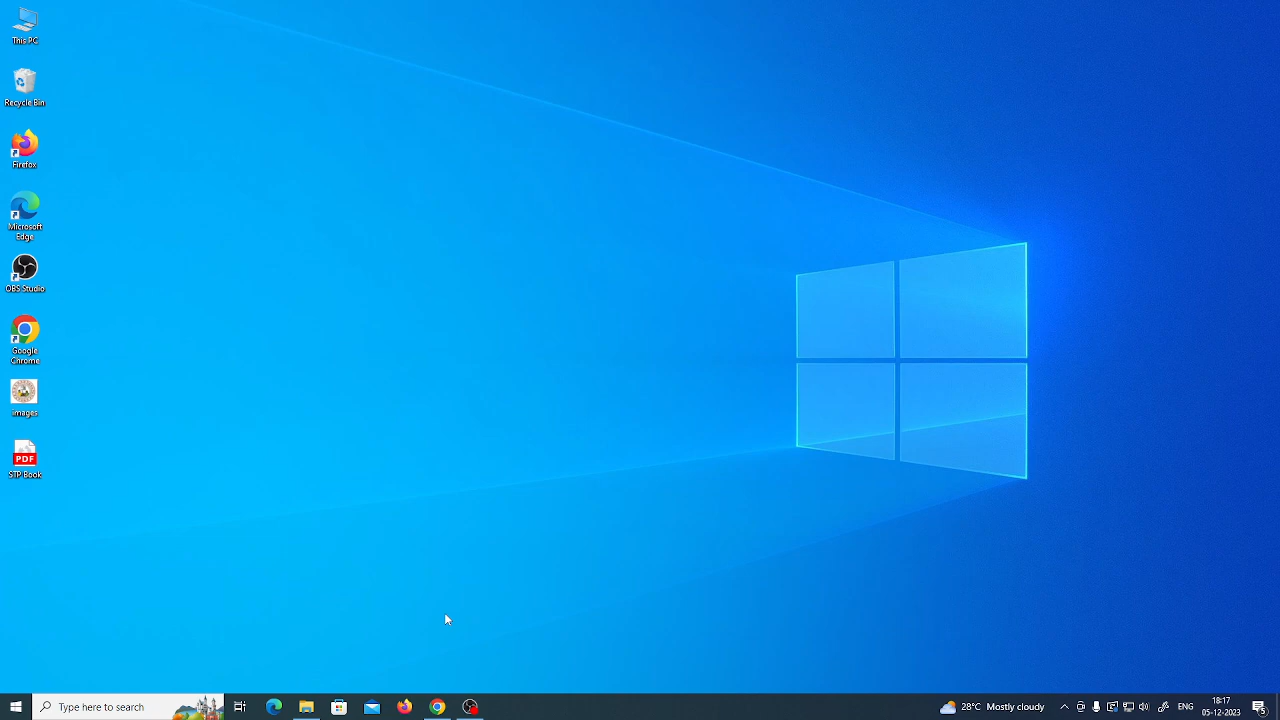 This PC
Recycle Bin
Firefox
Microsoft
Edge
OBS Studio
Google
Chrome
images
PDF
STP Book
Type here to search
28°C Mostly cloudy
ENG
18:17
05-12-2023